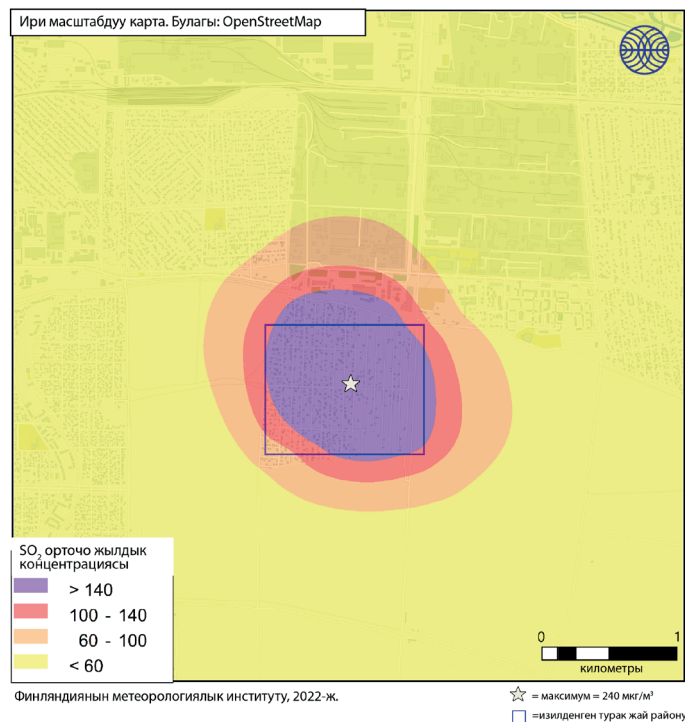 Ири масштабдуу карта. Булагы: OpenStreetMap
SO₂ орточо жылдык
концентрациясы
> 140
100 - 140
60 - 100
< 60
0 1
километры
Финляндиянын метеорологиялык институту, 2022-ж.
= максимум = 240 мкг/м³
=изилденген турак жай району